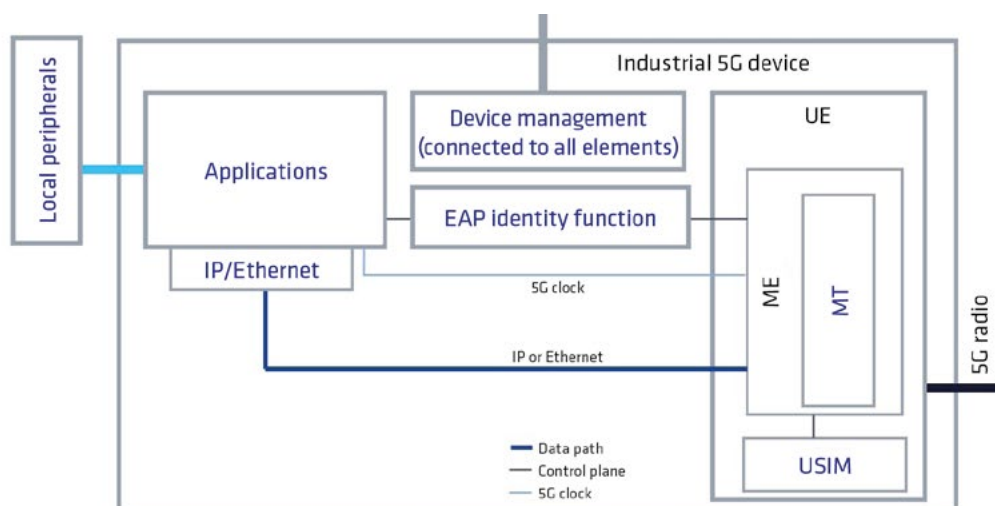 Industrial 5G device
Local peripherals
Applications
Device management
(connected to all elements)
UE
EAP identity function
IP/Ethernet
5G clock
ME
MT
5G radio
IP or Ethernet
Data path
Control plane
5G clock
USIM